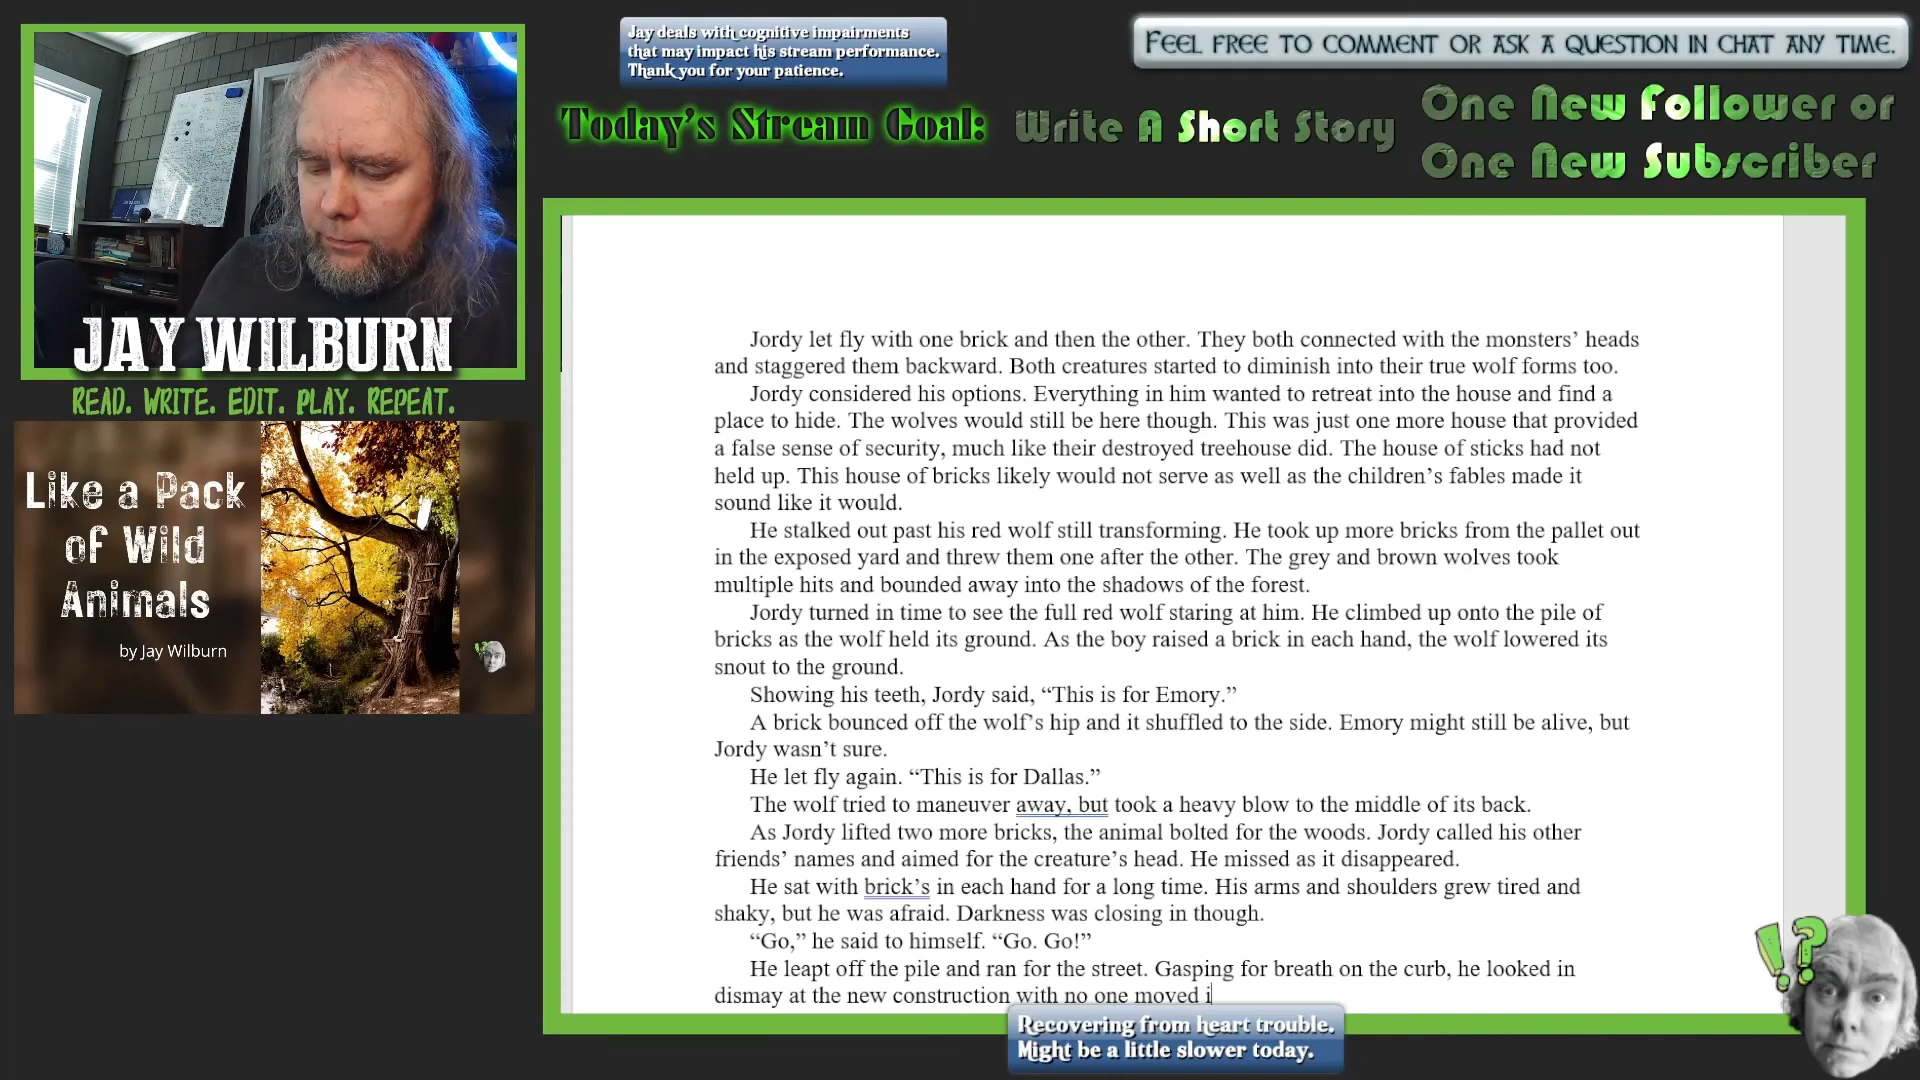 Jay deals with cognitive impairments
that may impact his stream performance.
Thank you for your patience.
FEEL FREE TO COMMENT OR ASK A QUESTION IN CHAT ANY TIME.
Today's Stream Goal:
Write A Short Story
One New Follower or
One New Subscriber
JAY WILBURN
READ. WRITE. EDIT. PLAY. REPEAT.
Like a Pack
of Wild
Animals
by Jay Wilburn
Jordy let fly with one brick and then the other. They both connected with the monsters’ heads
and staggered them backward. Both creatures started to diminish into their true wolf forms too.
Jordy considered his options. Everything in him wanted to retreat into the house and find a
place to hide. The wolves would still be here though. This was just one more house that provided
a false sense of security, much like their destroyed treehouse did. The house of sticks had not
held up. This house of bricks likely would not serve as well as the children’s fables made it
sound like it would.
He stalked out past his red wolf still transforming. He took up more bricks from the pallet out
in the exposed yard and threw them one after the other. The grey and brown wolves took
multiple hits and bounded away into the shadows of the forest.
Jordy turned in time to see the full red wolf staring at him. He climbed up onto the pile of
bricks as the wolf held its ground. As the boy raised a brick in each hand, the wolf lowered its
snout to the ground.
Showing his teeth, Jordy said, “This is for Emory.”
A brick bounced off the wolf’s hip and it shuffled to the side. Emory might still be alive, but
Jordy wasn’t sure.
He let fly again. “This is for Dallas.”
The wolf tried to maneuver away, but took a heavy blow to the middle of its back.
As Jordy lifted two more bricks, the animal bolted for the woods. Jordy called his other
friends’ names and aimed for the creature’s head. He missed as it disappeared.
He sat with brick’s in each hand for a long time. His arms and shoulders grew tired and
shaky, but he was afraid. Darkness was closing in though.
“Go,” he said to himself. “Go. Go!”
He leapt off the pile and ran for the street. Gasping for breath on the curb, he looked in
dismay at the new construction with no one moved i
Recovering from heart trouble.
Might be a little slower today.
!?